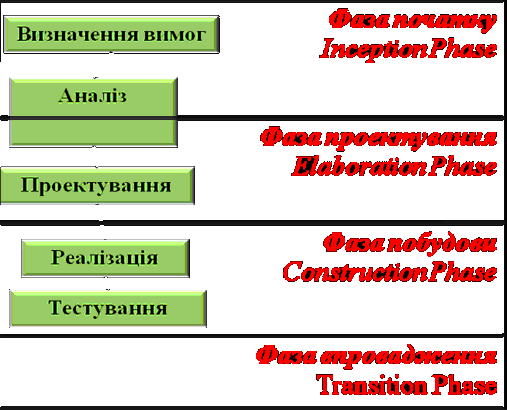 Визначення вимог
Фаза початку
Inception Phase
Аналіз
Фаза проектування
Elaboration Phase
Проектування
Фаза побудови
Construction Phase
Реалізація
Тестування
Фаза впровадження
Transition Phase